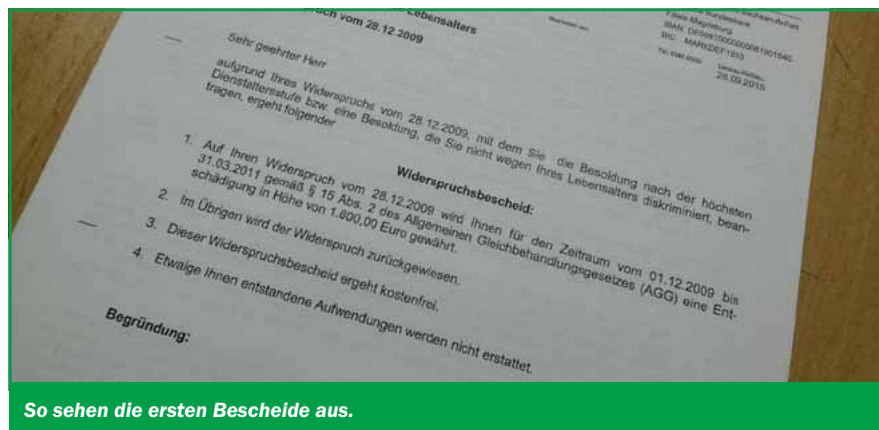 Lebensalters
vom 28.12.2009
Filiale Magdeburg
28.09.2015
Sehr geehrter Herr
aufgrund Ihres Widerspruchs vom 28.12.2009, mit dem Sie die Besoldung nach der höchsten
Dienstaltersstufe bzw. eine Besoldung, die Sie nicht wegen Ihres Lebensalters diskriminiert, bean-
tragen, ergeht folgender
Widerspruchsbescheid:
1. Auf Ihren Widerspruch vom 28.12.2009 wird Ihnen für den Zeitraum vom 01.12.2009 bis
31.03.2011 gemäß § 15 Abs. 2 des Allgemeinen Gleichbehandlungsgesetzes (AGG) eine Ent-
schädigung in Höhe von 1.600,00 Euro gewährt.
2. Im Übrigen wird der Widerspruch zurückgewiesen.
3. Dieser Widerspruchsbescheid ergeht kostenfrei.
4. Etwaige Ihnen entstandene Aufwendungen werden nicht erstattet.
Begründung:
So sehen die ersten Bescheide aus.